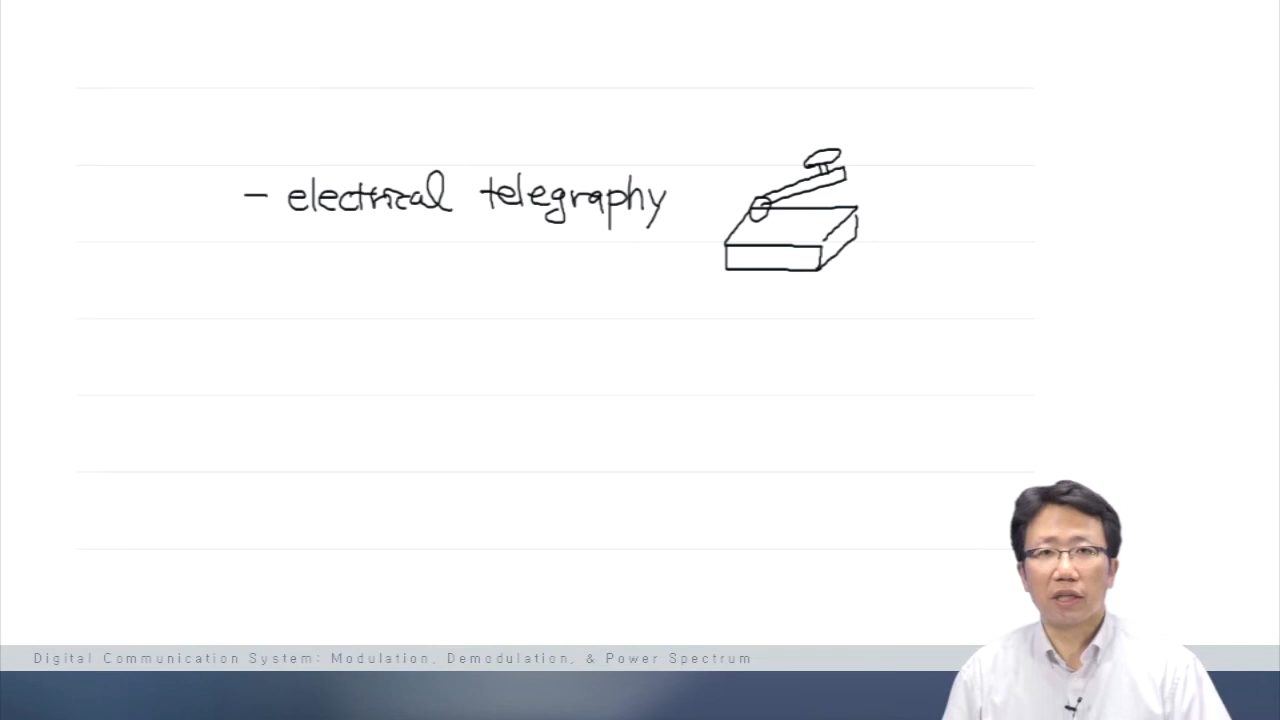 - electrical telegraphy
Digital Communication System: Modulation, Demodulation, & Power Spectrum